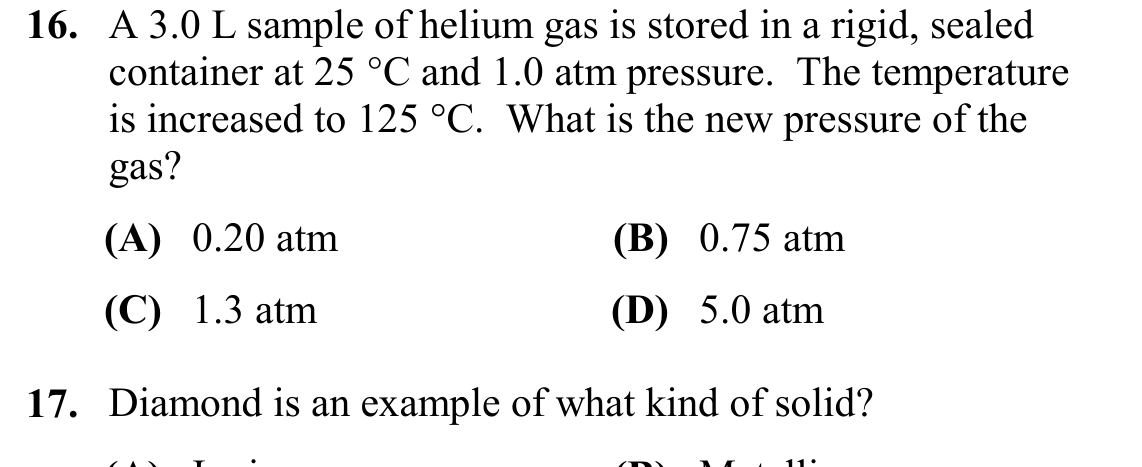 16. A 3.0 L sample of helium gas is stored in a rigid, sealed
container at 25 °C and 1.0 atm pressure. The temperature
is increased to 125 °C. What is the new pressure of the
gas?
(A) 0.20 atm (B) 0.75 atm
(C) 1.3 atm (D) 5.0 atm
17. Diamond is an example of what kind of solid?